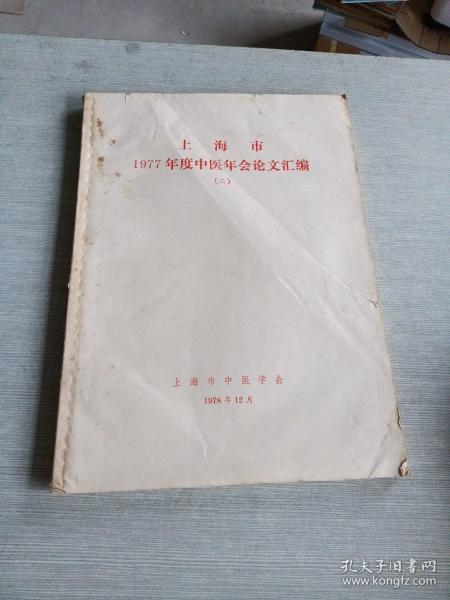 上海市
1977年度中医年会论文汇编
(二)
上海市中医学会
1978年12月
孔夫子旧书网
www.kongfz.com